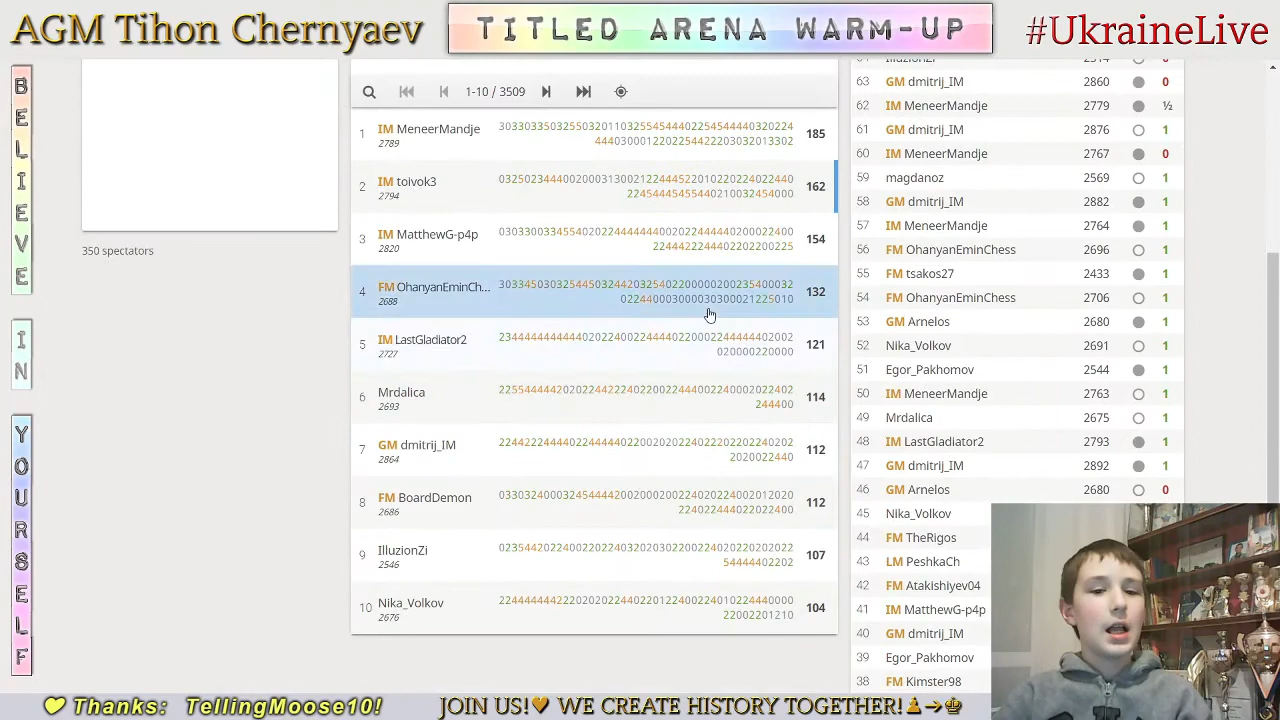 AGM Tihon Chernyaev
TITLED ARENA WARM-UP
#UkraineLive
BELIEVE
IN
YOURSELF
350 spectators
1-10 / 3509
1 IM MeneerMandje 2789 185
2 IM toivok3 2794 162
3 IM MatthewG-p4p 2820 154
4 FM OhanyanEminCh... 2688 132
5 IM LastGladiator2 2727 121
6 Mrdalica 2693 114
7 GM dmitrij_IM 2864 112
8 FM BoardDemon 2686 112
9 IlluzionZi 2546 107
10 Nika_Volkov 2676 104
63 GM dmitrij_IM 2860 0
62 IM MeneerMandje 2779 ½
61 GM dmitrij_IM 2876 1
60 IM MeneerMandje 2767 0
59 magdanoz 2569 1
58 GM dmitrij_IM 2882 1
57 IM MeneerMandje 2764 1
56 FM OhanyanEminChess 2696 1
55 FM tsakos27 2433 1
54 FM OhanyanEminChess 2706 1
53 GM Arnelos 2680 1
52 Nika_Volkov 2691 1
51 Egor_Pakhomov 2544 1
50 IM MeneerMandje 2763 1
49 Mrdalica 2675 1
48 IM LastGladiator2 2793 1
47 GM dmitrij_IM 2892 1
46 GM Arnelos 2680 0
45 Nika_Volkov
44 FM TheRigos
43 LM PeshkaCh
42 FM Atakishiyev04
41 IM MatthewG-p4p
40 GM dmitrij_IM
39 Egor_Pakhomov
38 FM Kimster98
Thanks: TellingMoose10!
JOIN US! WE CREATE HISTORY TOGETHER!